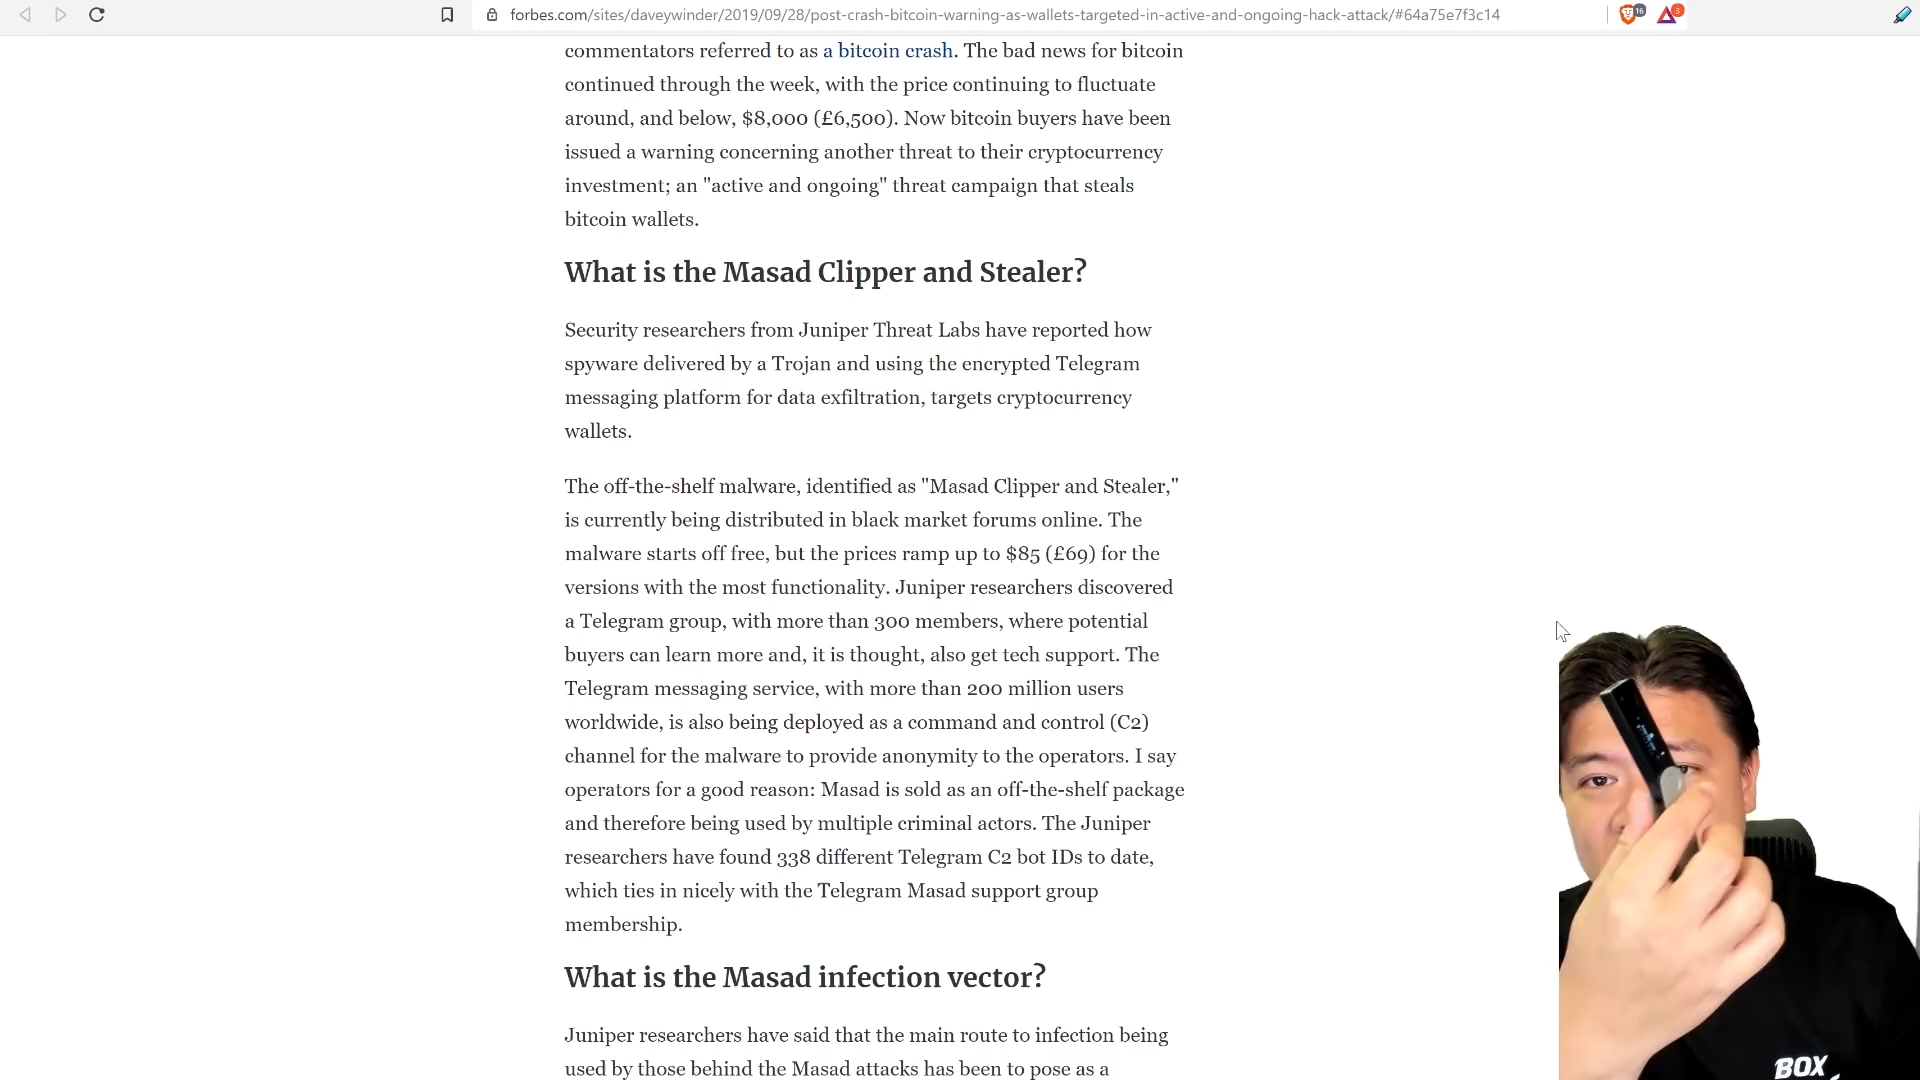 forbes.com/sites/daveywinder/2019/09/28/post-crash-bitcoin-warning-as-wallets-targeted-in-active-and-ongoing-hack-attack/#64a75e7f3c14
16
3
commentators referred to as a bitcoin crash. The bad news for bitcoin
continued through the week, with the price continuing to fluctuate
around, and below, $8,000 (£6,500). Now bitcoin buyers have been
issued a warning concerning another threat to their cryptocurrency
investment; an "active and ongoing" threat campaign that steals
bitcoin wallets.
What is the Masad Clipper and Stealer?
Security researchers from Juniper Threat Labs have reported how
spyware delivered by a Trojan and using the encrypted Telegram
messaging platform for data exfiltration, targets cryptocurrency
wallets.
The off-the-shelf malware, identified as "Masad Clipper and Stealer,"
is currently being distributed in black market forums online. The
malware starts off free, but the prices ramp up to $85 (£69) for the
versions with the most functionality. Juniper researchers discovered
a Telegram group, with more than 300 members, where potential
buyers can learn more and, it is thought, also get tech support. The
Telegram messaging service, with more than 200 million users
worldwide, is also being deployed as a command and control (C2)
channel for the malware to provide anonymity to the operators. I say
operators for a good reason: Masad is sold as an off-the-shelf package
and therefore being used by multiple criminal actors. The Juniper
researchers have found 338 different Telegram C2 bot IDs to date,
which ties in nicely with the Telegram Masad support group
membership.
What is the Masad infection vector?
Juniper researchers have said that the main route to infection being
used by those behind the Masad attacks has been to pose as a
BOX